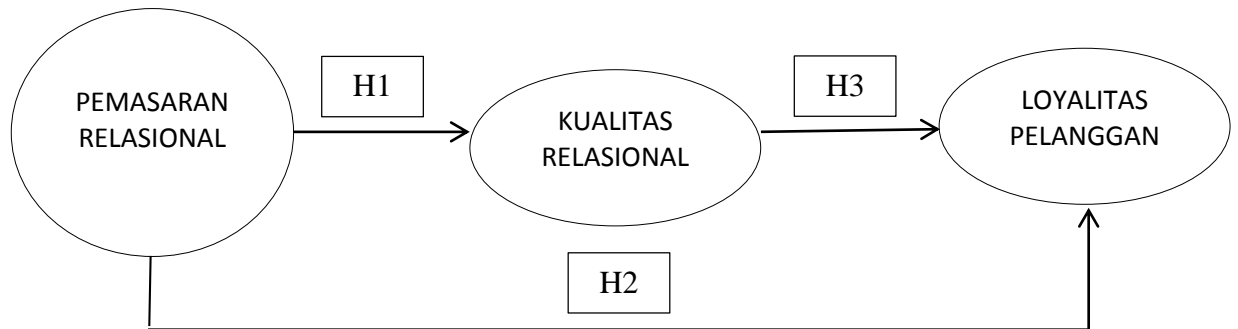 PEMASARAN
RELASIONAL
H1
KUALITAS
RELASIONAL
H3
LOYALITAS
PELANGGAN
H2